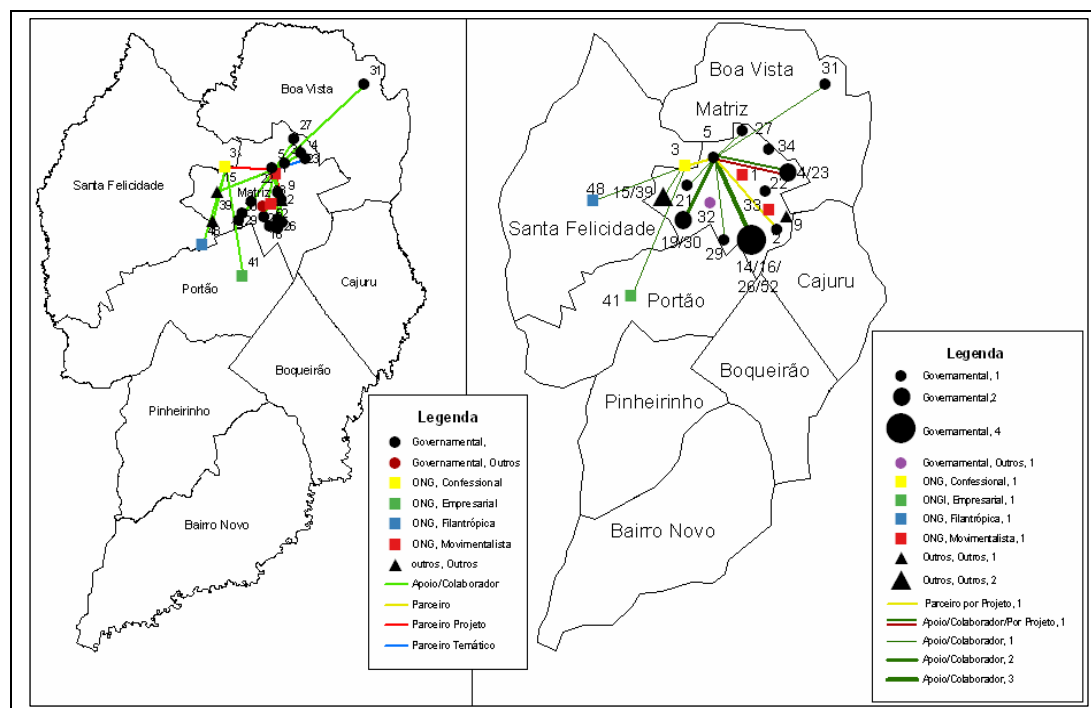 31
Boa Vista
27
34
23
5
3
15
Santa Felicidade
9
Matriz
39
29
26
48
16
41
Portão
Cajuru
Boqueirão
Pinheirinho
Bairro Novo
Legenda
Governamental,
Governamental, Outros
ONG, Confessional
ONG, Empresarial
ONG, Filantrópica
ONG, Movimentalista
outros, Outros
Apoio/Colaborador
Parceiro
Parceiro Projeto
Parceiro Temático
Boa Vista
31
Matriz
5
27
34
3
4/23
1
48
15/39
21
22
33
32
9
Santa Felicidade
19/30
2
29
14/16/
26/52
Cajuru
41
Portão
Boqueirão
Pinheirinho
Bairro Novo
Legenda
Governamental, 1
Governamental,2
Governamental, 4
Governamental, Outros, 1
ONG, Confessional, 1
ONGI, Empresarial, 1
ONG, Filantrópica, 1
ONG, Movimentalista, 1
Outros, Outros, 1
Outros, Outros, 2
Parceiro por Projeto, 1
Apoio/Colaborador/Por Projeto, 1
Apoio/Colaborador, 1
Apoio/Colaborador, 2
Apoio/Colaborador, 3